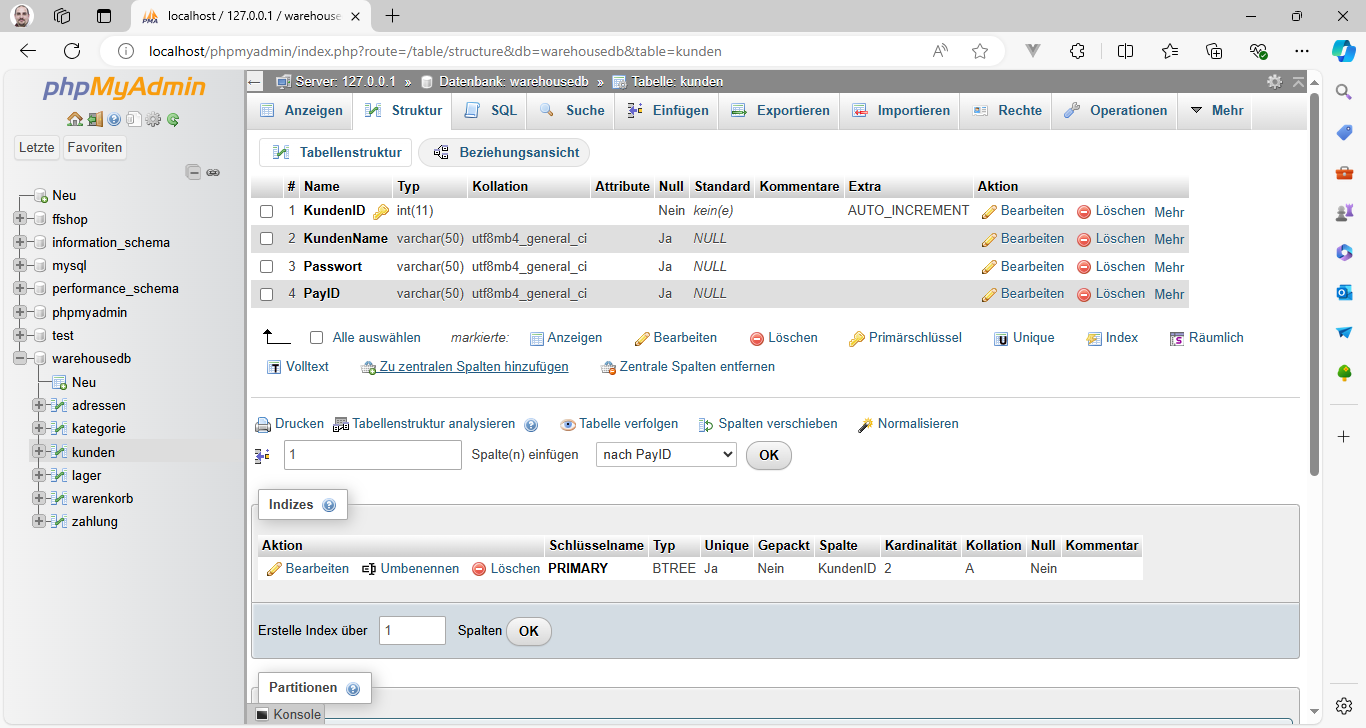 localhost / 127.0.0.1 / warehouse
localhost/phpmyadmin/index.php?route=/table/structure&db=warehousedb&table=kunden
phpMyAdmin
Letzte Favoriten
Neu
ffshop
information_schema
mysql
performance_schema
phpmyadmin
test
warehousedb
Neu
adressen
kategorie
kunden
lager
warenkorb
zahlung
Server: 127.0.0.1 » Datenbank: warehousedb » Tabelle: kunden
Anzeigen Struktur SQL Suche Einfügen Exportieren Importieren Rechte Operationen Mehr
Tabellenstruktur Beziehungsansicht
# Name Typ Kollation Attribute Null Standard Kommentare Extra Aktion
1 KundenID int(11) Nein kein(e) AUTO_INCREMENT Bearbeiten Löschen Mehr
2 KundenName varchar(50) utf8mb4_general_ci Ja NULL Bearbeiten Löschen Mehr
3 Passwort varchar(50) utf8mb4_general_ci Ja NULL Bearbeiten Löschen Mehr
4 PayID varchar(50) utf8mb4_general_ci Ja NULL Bearbeiten Löschen Mehr
Alle auswählen markierte: Anzeigen Bearbeiten Löschen Primärschlüssel Unique Index Räumlich
Volltext Zu zentralen Spalten hinzufügen Zentrale Spalten entfernen
Drucken Tabellenstruktur analysieren Tabelle verfolgen Spalten verschieben Normalisieren
1 Spalte(n) einfügen nach PayID OK
Indizes
Aktion Schlüsselname Typ Unique Gepackt Spalte Kardinalität Kollation Null Kommentar
Bearbeiten Umbenennen Löschen PRIMARY BTREE Ja Nein KundenID 2 A Nein
Erstelle Index über 1 Spalten OK
Partitionen
Konsole